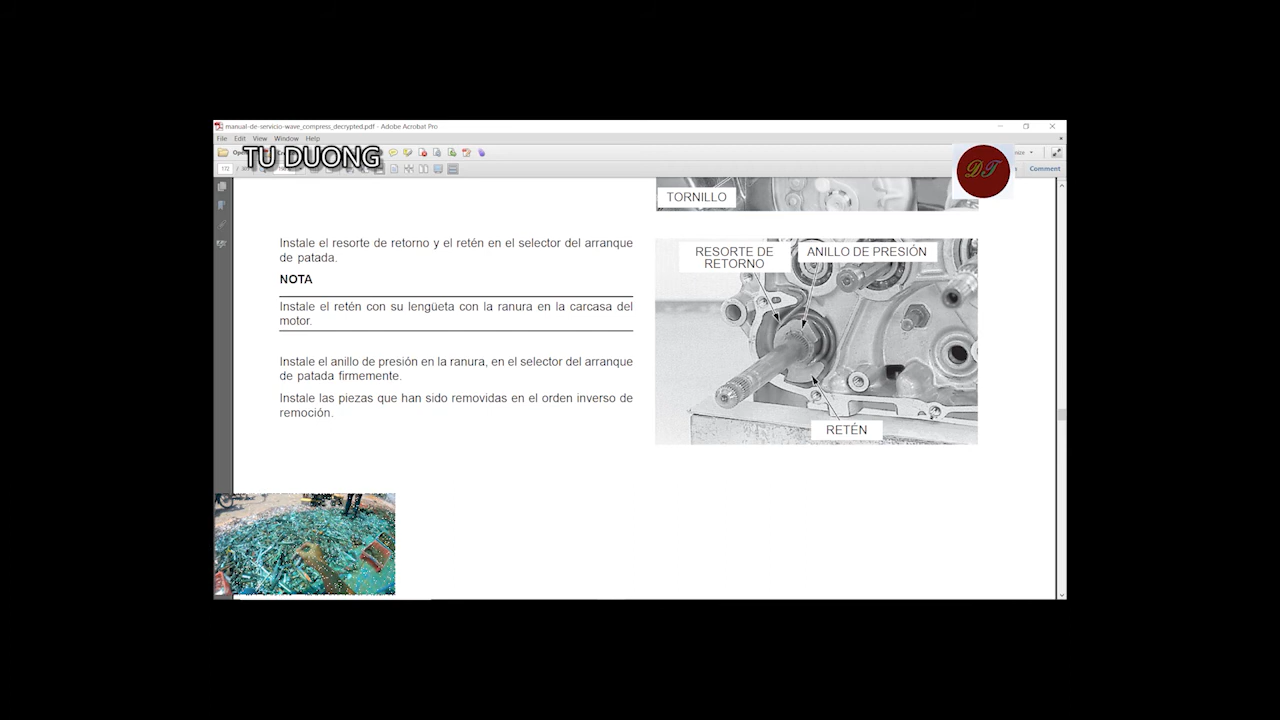 manual-de-servicio-wave_compress_decrypted.pdf - Adobe Acrobat Pro
File Edit View Window Help
TU DUONG
DT
172
Comment
TORNILLO
Instale el resorte de retorno y el retén en el selector del arranque
de patada.
NOTA
Instale el retén con su lengüeta con la ranura en la carcasa del
motor.
Instale el anillo de presión en la ranura, en el selector del arranque
de patada firmemente.
Instale las piezas que han sido removidas en el orden inverso de
remoción.
RESORTE DE
RETORNO
ANILLO DE PRESIÓN
RETÉN